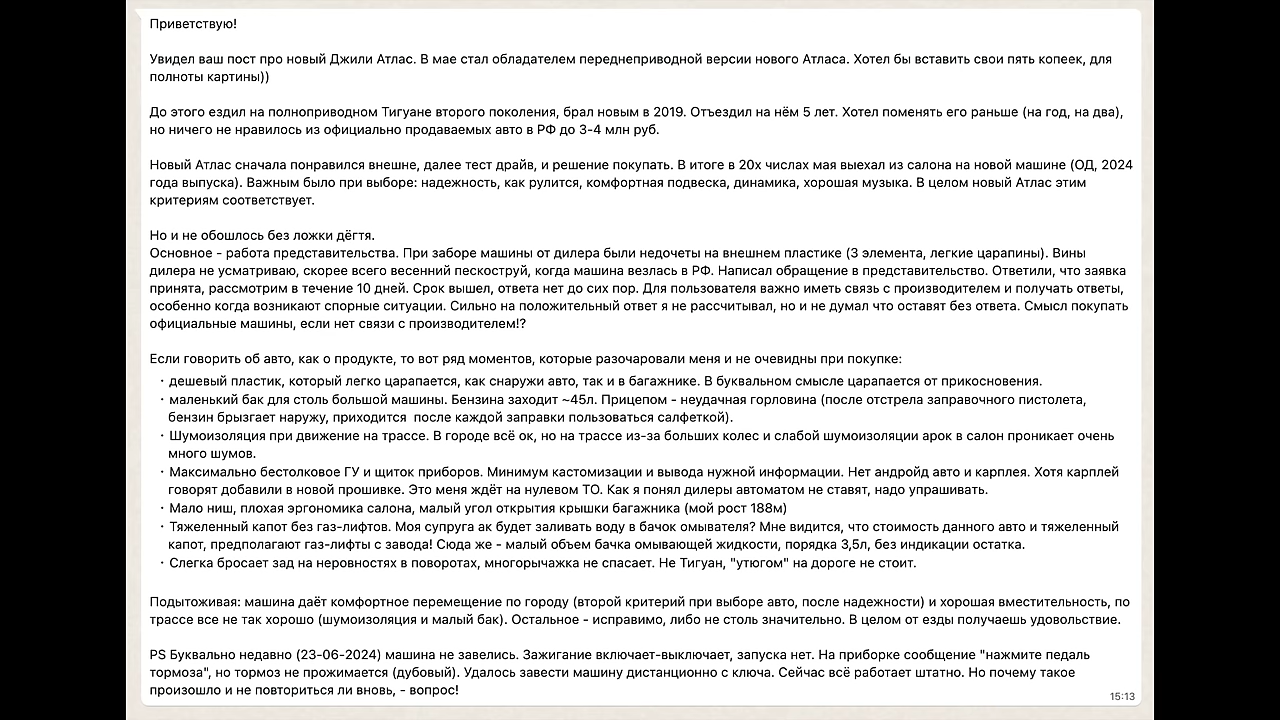 Приветствую!
Увидел ваш пост про новый Джили Атлас. В мае стал обладателем переднеприводной версии нового Атласа. Хотел бы вставить свои пять копеек, для
полноты картины))
До этого ездил на полноприводном Тигуане второго поколения, брал новым в 2019. Отъездил на нём 5 лет. Хотел поменять его раньше (на год, на два),
но ничего не нравилось из официально продаваемых авто в РФ до 3-4 млн руб.
Новый Атлас сначала понравился внешне, далее тест драйв, и решение покупать. В итоге в 20х числах мая выехал из салона на новой машине (ОД, 2024
года выпуска). Важным было при выборе: надежность, как рулится, комфортная подвеска, динамика, хорошая музыка. В целом новый Атлас этим
критериям соответствует.
Но и не обошлось без ложки дёгтя.
Основное - работа представительства. При заборе машины от дилера были недочеты на внешнем пластике (3 элемента, легкие царапины). Вины
дилера не усматриваю, скорее всего весенний пескоструй, когда машина везлась в РФ. Написал обращение в представительство. Ответили, что заявка
принята, рассмотрим в течение 10 дней. Срок вышел, ответа нет до сих пор. Для пользователя важно иметь связь с производителем и получать ответы,
особенно когда возникают спорные ситуации. Сильно на положительный ответ я не рассчитывал, но и не думал что оставят без ответа. Смысл покупать
официальные машины, если нет связи с производителем!?
Если говорить об авто, как о продукте, то вот ряд моментов, которые разочаровали меня и не очевидны при покупке:
· дешевый пластик, который легко царапается, как снаружи авто, так и в багажнике. В буквальном смысле царапается от прикосновения.
· маленький бак для столь большой машины. Бензина заходит ~45л. Прицепом - неудачная горловина (после отстрела заправочного пистолета,
бензин брызгает наружу, приходится после каждой заправки пользоваться салфеткой).
· Шумоизоляция при движение на трассе. В городе всё ок, но на трассе из-за больших колес и слабой шумоизоляции арок в салон проникает очень
много шумов.
· Максимально бестолковое ГУ и щиток приборов. Минимум кастомизации и вывода нужной информации. Нет андройд авто и карплея. Хотя карплей
говорят добавили в новой прошивке. Это меня ждёт на нулевом ТО. Как я понял дилеры автоматом не ставят, надо упрашивать.
· Мало ниш, плохая эргономика салона, малый угол открытия крышки багажника (мой рост 188м)
· Тяжеленный капот без газ-лифтов. Моя супруга ак будет заливать воду в бачок омывателя? Мне видится, что стоимость данного авто и тяжеленный
капот, предполагают газ-лифты с завода! Сюда же - малый объем бачка омывающей жидкости, порядка 3,5л, без индикации остатка.
· Слегка бросает зад на неровностях в поворотах, многорычажка не спасает. Не Тигуан, "утюгом" на дороге не стоит.
Подытоживая: машина даёт комфортное перемещение по городу (второй критерий при выборе авто, после надежности) и хорошая вместительность, по
трассе все не так хорошо (шумоизоляция и малый бак). Остальное - исправимо, либо не столь значительно. В целом от езды получаешь удовольствие.
PS Буквально недавно (23-06-2024) машина не завелись. Зажигание включает-выключает, запуска нет. На приборке сообщение "нажмите педаль
тормоза", но тормоз не прожимается (дубовый). Удалось завести машину дистанционно с ключа. Сейчас всё работает штатно. Но почему такое
произошло и не повториться ли вновь, - вопрос!
15:13